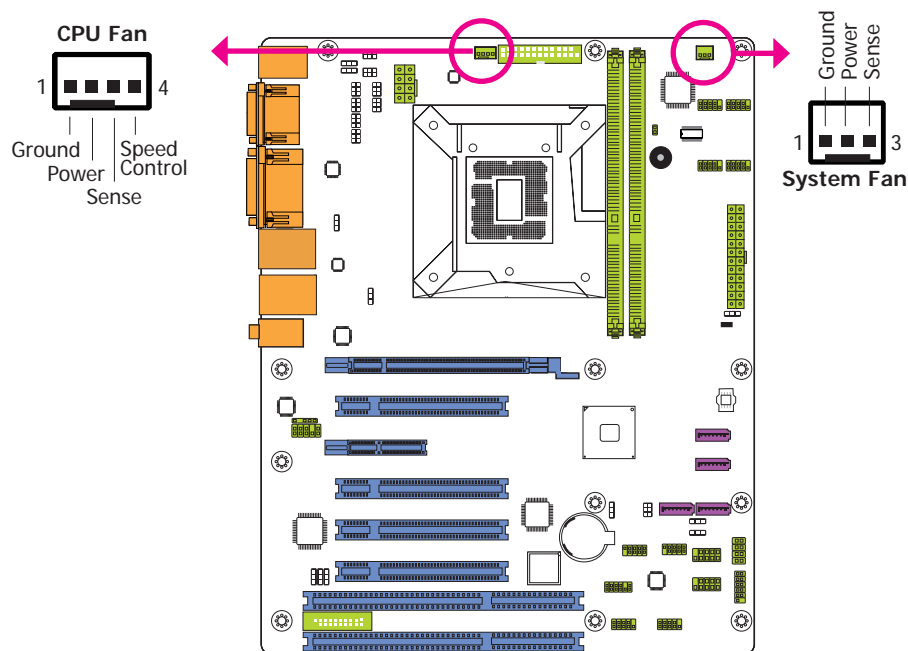 CPU Fan
1 4
Ground
Power
Sense
Speed
Control
Ground
Power
Sense
1 3
System Fan